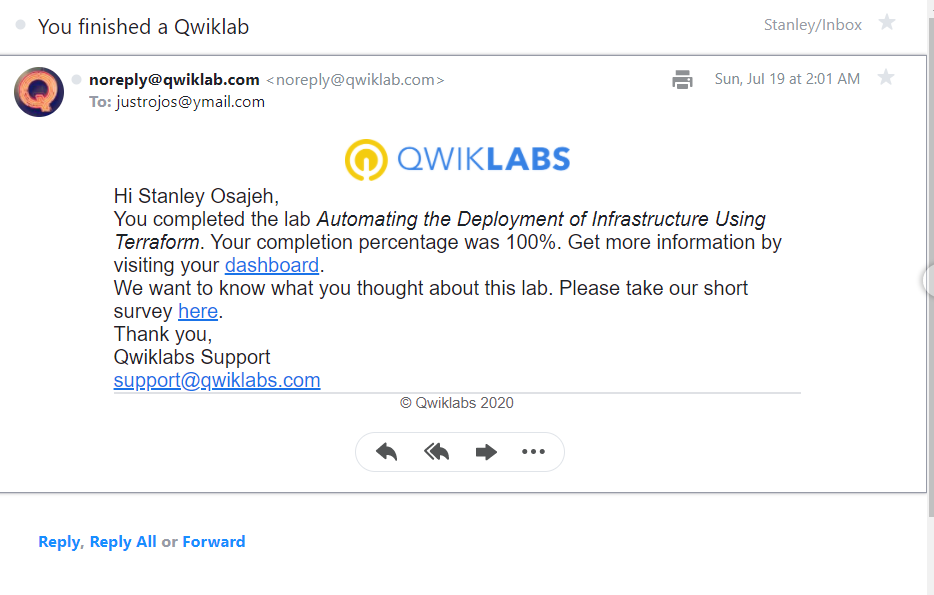 You finished a Qwiklab
Stanley/Inbox
noreply@qwiklab.com <noreply@qwiklab.com>
Sun, Jul 19 at 2:01 AM
To: justrojos@ymail.com
QWIKLABS
Hi Stanley Osajeh,
You completed the lab Automating the Deployment of Infrastructure Using
Terraform. Your completion percentage was 100%. Get more information by
visiting your dashboard.
We want to know what you thought about this lab. Please take our short
survey here.
Thank you,
Qwiklabs Support
support@qwiklabs.com
© Qwiklabs 2020
Reply, Reply All or Forward